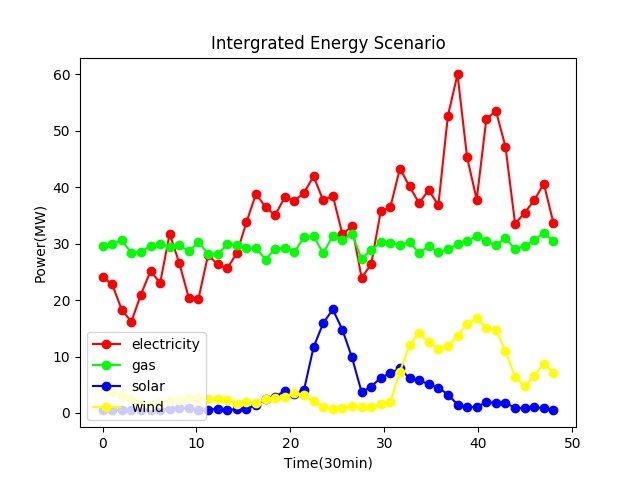 Intergrated Energy Scenario
Power(MW)
60
50
40
30
20
10
0
electricity
gas
solar
wind
0 10 20 30 40 50
Time(30min)